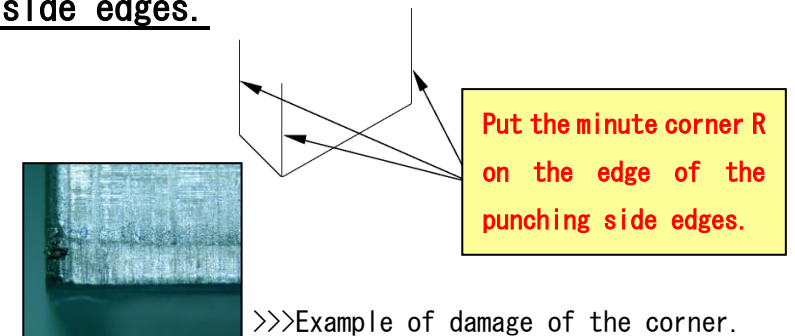 side edges.
Put the minute corner R
on the edge of the
punching side edges.
>>>Example of damage of the corner.